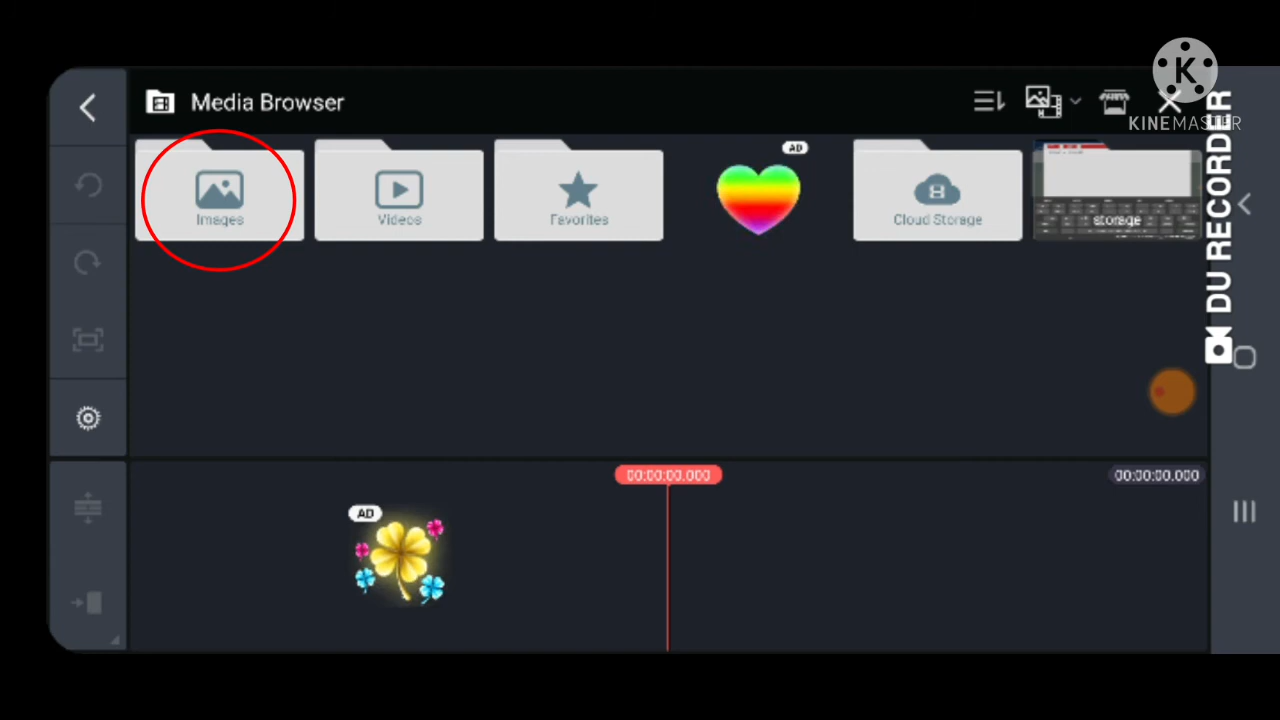 Media Browser
KINEMASTER
DU RECORDER
Images
Videos
Favorites
AD
Cloud Storage
storage
00:00:00.000
00:00:00.000
AD